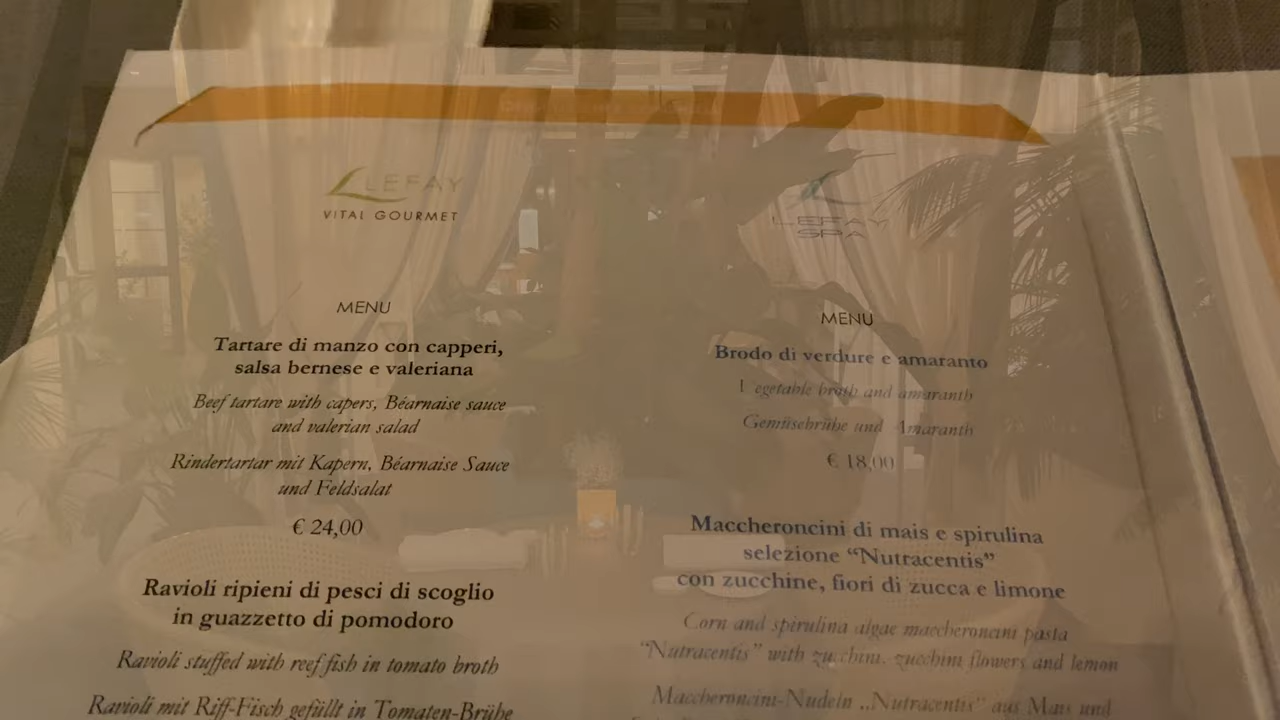 LEFAY
VITAL GOURMET
MENU
Tartare di manzo con capperi,
salsa bernese e valeriana
Beef tartare with capers, Béarnaise sauce
and valerian salad
Rindertartar mit Kapern, Béarnaise Sauce
und Feldsalat
€ 24,00
Ravioli ripieni di pesci di scoglio
in guazzetto di pomodoro
Ravioli stuffed with reef fish in tomato broth
Ravioli mit Riff-Fisch gefüllt in Tomaten-Brühe
LEFAY
SPA
MENU
Brodo di verdure e amaranto
Vegetable broth and amaranth
Gemüsebrühe und Amaranth
€ 18,00
Maccheroncini di mais e spirulina
selezione “Nutracentis”
con zucchine, fiori di zucca e limone
Corn and spirulina algae maccheroncini pasta
“Nutracentis” with zucchini, zucchini flowers and lemon
Maccheroncini-Nudeln „Nutracentis” aus Mais und